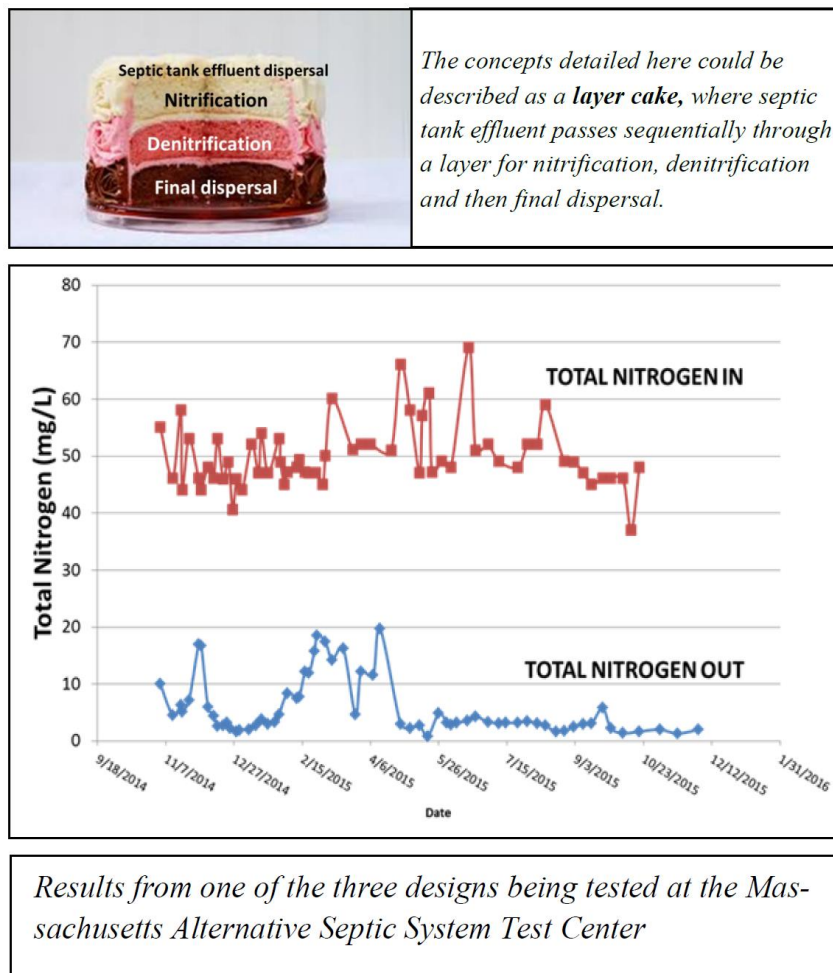 Septic tank effluent dispersal
Nitrification
Denitrification
Final dispersal
The concepts detailed here could be
described as a layer cake, where septic
tank effluent passes sequentially through
a layer for nitrification, denitrification
and then final dispersal.
80
70
60
50
40
30
20
10
0
Total Nitrogen (mg/L)
TOTAL NITROGEN IN
TOTAL NITROGEN OUT
9/18/2014
11/7/2014
12/27/2014
2/15/2015
4/6/2015
5/26/2015
7/15/2015
9/3/2015
10/23/2015
12/12/2015
1/31/2016
Date
Results from one of the three designs being tested at the Mas-
sachusetts Alternative Septic System Test Center